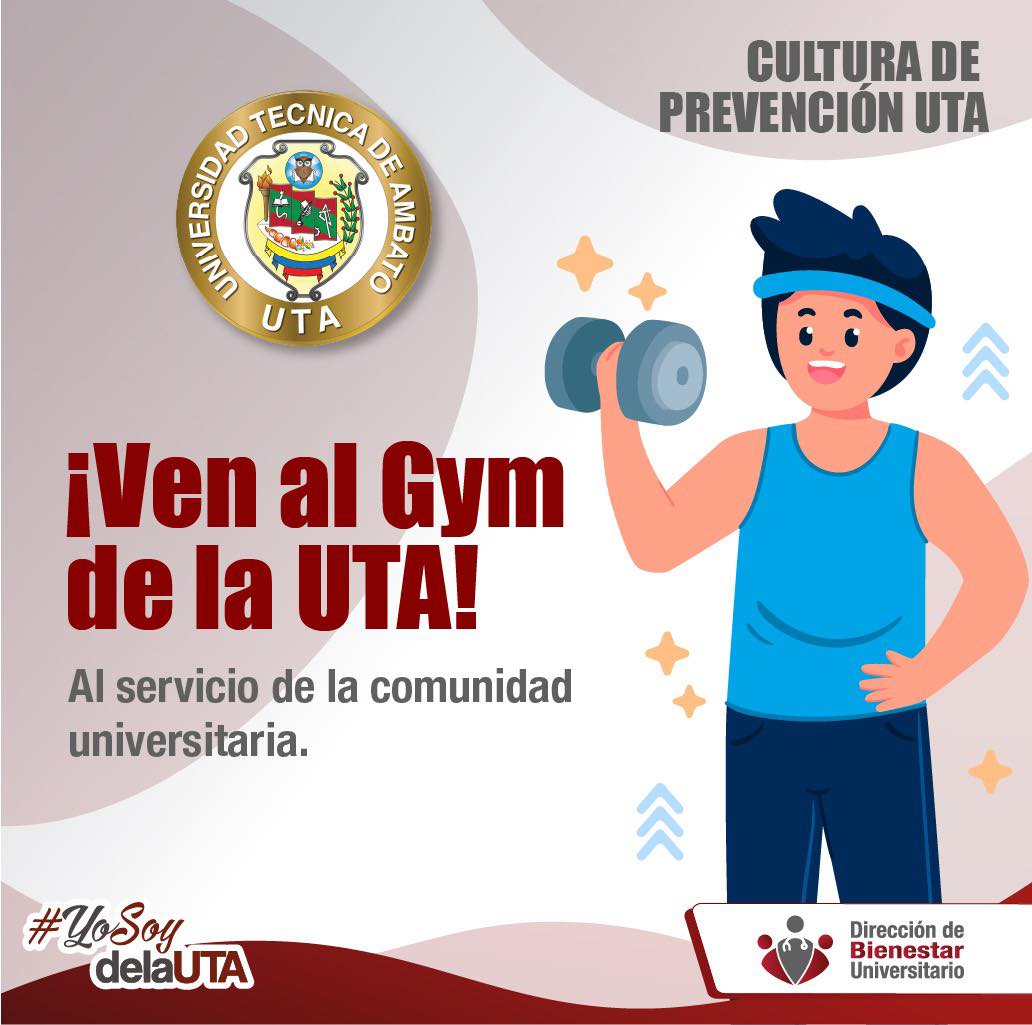 CULTURA DE
PREVENCIÓN UTA
UNIVERSIDAD TECNICA DE AMBATO
UTA
¡Ven al Gym
de la UTA!
Al servicio de la comunidad
universitaria.
#YoSoy
delaUTA
Dirección de
Bienestar
Universitario